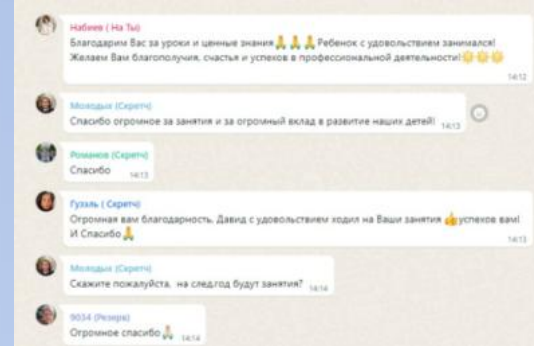 Набиев ( На Ты)
Благодарим Вас за уроки и ценные знания🙏🙏🙏 Ребенок с удовольствием занимался!
Желаем Вам благополучия, счастья и успехов в профессиональной деятельности!☀️☀️☀️
14:12
Молодых (Скретч)
Спасибо огромное за занятия и за огромный вклад в развитие наших детей! 14:13
Романов (Скретч)
Спасибо 14:13
Гузэль ( Скретч)
Огромная вам благодарность, Давид с удовольствием ходил на Ваши занятия 👍успехов вам!
И Спасибо🙏
14:13
Молодых (Скретч)
Скажите пожалуйста, на след.год будут занятия? 14:14
9034 (Резерв)
Огромное спасибо🙏 14:14